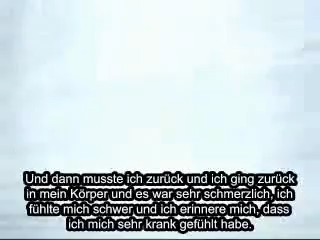 Und dann musste ich zurück und ich ging zurück
in mein Körper und es war sehr schmerzlich, ich
fühlte mich schwer und ich erinnere mich, dass
ich mich sehr krank gefühlt habe.